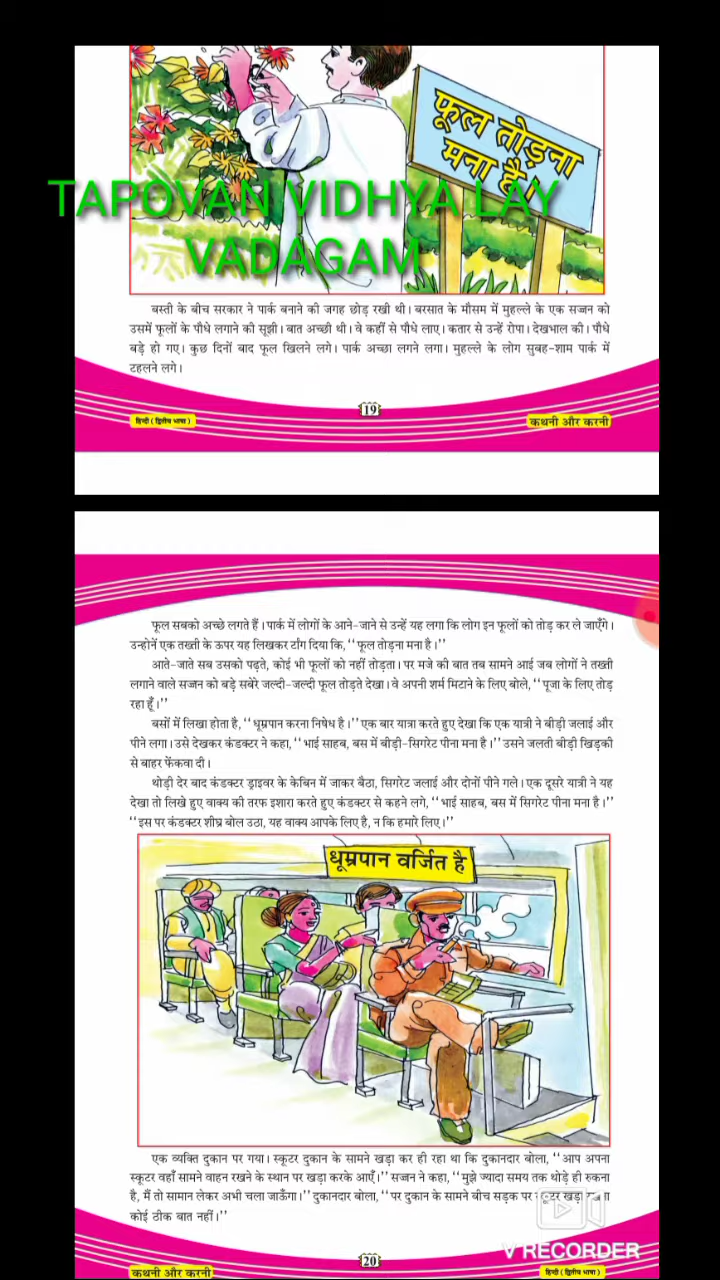 फूल तोड़ना
मना है
TAPOVAN VIDHYA LAY
VADAGAM
बस्ती के बीच सरकार ने पार्क बनाने की जगह छोड़ रखी थी। बरसात के मौसम में मुहल्ले के एक सज्जन को
उसमें फूलों के पौधे लगाने की सूझी। बात अच्छी थी। वे कहीं से पौधे लाए। कतार से उन्हें रोपा। देखभाल की। पौधे
बड़े हो गए। कुछ दिनों बाद फूल खिलने लगे। पार्क अच्छा लगने लगा। मुहल्ले के लोग सुबह-शाम पार्क में
टहलने लगे।
19
हिन्दी ( द्वितीय भाषा )
कथनी और करनी
फूल सबको अच्छे लगते हैं। पार्क में लोगों के आने-जाने से उन्हें यह लगा कि लोग इन फूलों को तोड़ कर ले जाएँगे।
उन्होनें एक तख्ती के ऊपर यह लिखकर टाँग दिया कि, ‘‘फूल तोड़ना मना है।’’
आते-जाते सब उसको पढ़ते, कोई भी फूलों को नहीं तोड़ता। पर मजे की बात तब सामने आई जब लोगों ने तख्ती
लगाने वाले सज्जन को बड़े सबेरे जल्दी-जल्दी फूल तोड़ते देखा। वे अपनी शर्म मिटाने के लिए बोले, ‘‘पूजा के लिए तोड़
रहा हूँ।’’
बसों में लिखा होता है, ‘‘धूम्रपान करना निषेध है।’’ एक बार यात्रा करते हुए देखा कि एक यात्री ने बीड़ी जलाई और
पीने लगा। उसे देखकर कंडक्टर ने कहा, ‘‘भाई साहब, बस में बीड़ी-सिगरेट पीना मना है।’’ उसने जलती बीड़ी खिड़की
से बाहर फेंकवा दी।
थोड़ी देर बाद कंडक्टर ड्राइवर के केबिन में जाकर बैठा, सिगरेट जलाई और दोनों पीने गले। एक दूसरे यात्री ने यह
देखा तो लिखे हुए वाक्य की तरफ इशारा करते हुए कंडक्टर से कहने लगे, ‘‘भाई साहब, बस में सिगरेट पीना मना है।’’
‘‘इस पर कंडक्टर शीघ्र बोल उठा, यह वाक्य आपके लिए है, न कि हमारे लिए।’’
धूम्रपान वर्जित है
एक व्यक्ति दुकान पर गया। स्कूटर दुकान के सामने खड़ा कर ही रहा था कि दुकानदार बोला, ‘‘आप अपना
स्कूटर वहाँ सामने वाहन रखने के स्थान पर खड़ा करके आएँ।’’ सज्जन ने कहा, ‘‘मुझे ज्यादा समय तक थोड़े ही रुकना
है, मैं तो सामान लेकर अभी चला जाऊँगा।’’ दुकानदार बोला, ‘‘पर दुकान के सामने बीच सड़क पर खड़ा
कोई ठीक बात नहीं।’’
20
कथनी और करनी
हिन्दी ( द्वितीय भाषा )
V RECORDER